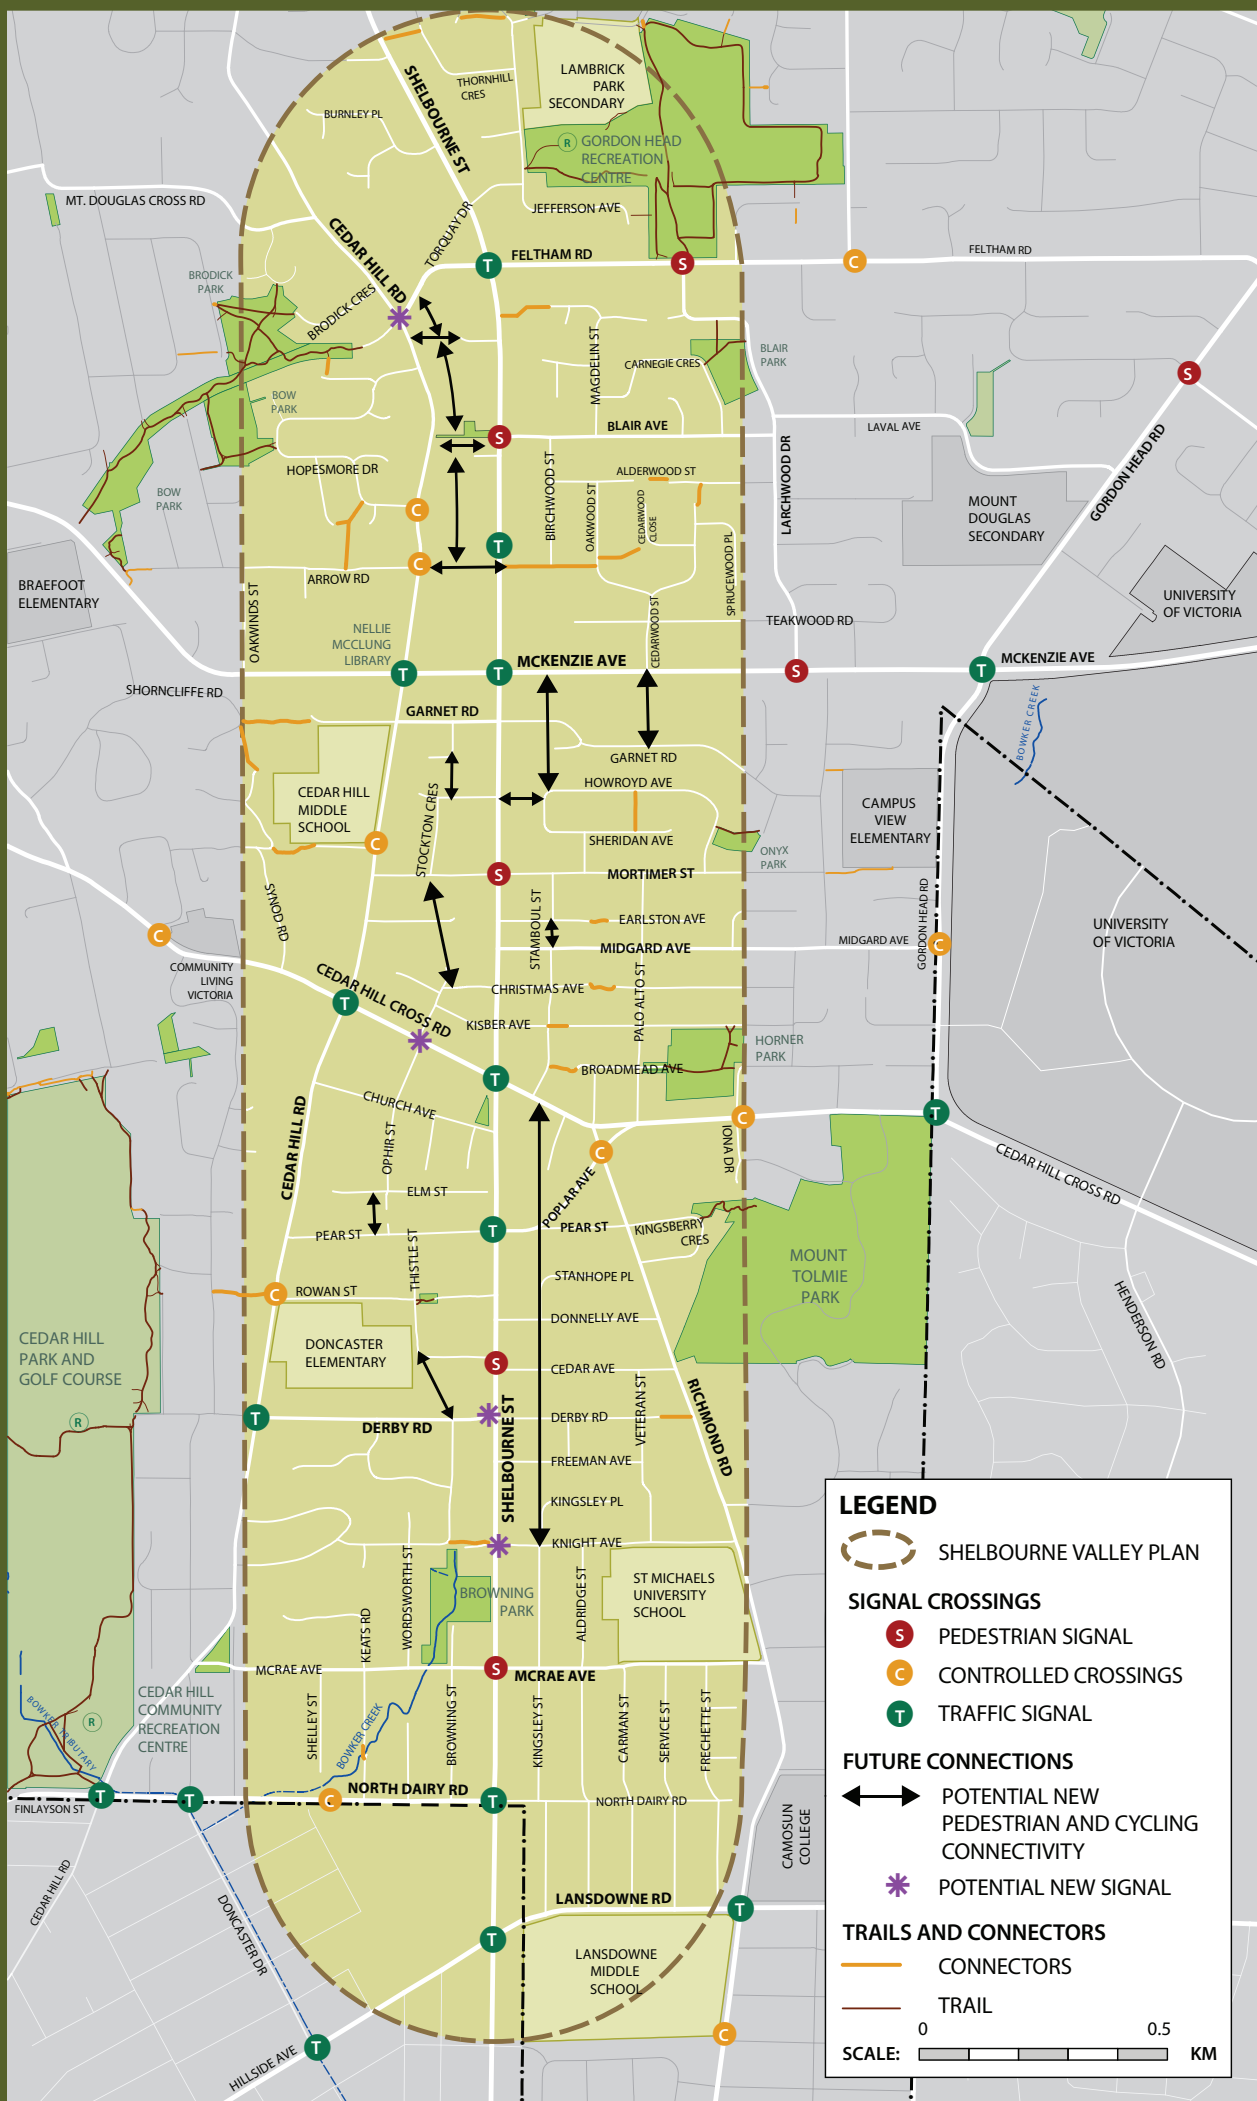 THORNHILL
CRES
LAMBRICK
PARK
SECONDARY
SHELBOURNE ST
BURNLEY PL
R
GORDON HEAD
RECREATION
CENTRE
MT. DOUGLAS CROSS RD
JEFFERSON AVE
TORQUAY DR
CEDAR HILL RD
T
FELTHAM RD
S
C
FELTHAM RD
BRODICK
PARK
BRODICK CRES
MAGDELIN ST
CARNEGIE CRES
BLAIR
PARK
S
BOW
PARK
S
BLAIR AVE
LAVAL AVE
LARCHWOOD DR
GORDON HEAD RD
HOPESMORE DR
BIRCHWOOD ST
ALDERWOOD ST
BOW
PARK
OAKWOOD ST
CEDARWOOD
CLOSE
MOUNT
DOUGLAS
SECONDARY
C
T
C
SPRUCEWOOD PL
BRAEFOOT
ELEMENTARY
ARROW RD
OAKWINDS ST
UNIVERSITY
OF VICTORIA
CEDARWOOD ST
TEAKWOOD RD
NELLIE
MCCLUNG
LIBRARY
T
T
MCKENZIE AVE
S
T
MCKENZIE AVE
SHORNCLIFFE RD
GARNET RD
BOWKER CREEK
GARNET RD
HOWROYD AVE
CEDAR HILL
MIDDLE
SCHOOL
STOCKTON CRES
CAMPUS
VIEW
ELEMENTARY
C
SHERIDAN AVE
ONYX
PARK
S
MORTIMER ST
SYNOD RD
STAMBOUL ST
EARLSTON AVE
GORDON HEAD RD
UNIVERSITY
OF VICTORIA
C
MIDGARD AVE
MIDGARD AVE
C
COMMUNITY
LIVING
VICTORIA
CEDAR HILL CROSS RD
CHRISTMAS AVE
PALO ALTO ST
T
KISBER AVE
HORNER
PARK
BROADMEAD AVE
T
CHURCH AVE
C
T
CEDAR HILL RD
OPHIR ST
IONA DR
C
CEDAR HILL CROSS RD
ELM ST
POPLAR AVE
PEAR ST
T
PEAR ST
KINGSBERRY
CRES
THISTLE ST
MOUNT
TOLMIE
PARK
STANHOPE PL
C
ROWAN ST
HENDERSON RD
DONNELLY AVE
CEDAR HILL
PARK AND
GOLF COURSE
DONCASTER
ELEMENTARY
S
CEDAR AVE
RICHMOND RD
VETERAN ST
R
T
DERBY RD
DERBY RD
SHELBOURNE ST
FREEMAN AVE
KINGSLEY PL
KNIGHT AVE
WORDSWORTH ST
ALDRIDGE ST
ST MICHAELS
UNIVERSITY
SCHOOL
BROWNING
PARK
KEATS RD
MCRAE AVE
S
MCRAE AVE
CEDAR HILL
COMMUNITY
RECREATION
CENTRE
R
BOWKER TRIBUTARY
SHELLEY ST
BOWKER CREEK
BROWNING ST
KINGSLEY ST
CARMAN ST
SERVICE ST
FRECHETTE ST
T
T
C
NORTH DAIRY RD
T
NORTH DAIRY RD
FINLAYSON ST
CAMOSUN
COLLEGE
CEDAR HILL RD
DONCASTER DR
LANSDOWNE RD
T
T
LANSDOWNE
MIDDLE
SCHOOL
C
T
HILLSIDE AVE
LEGEND
SHELBOURNE VALLEY PLAN
SIGNAL CROSSINGS
S PEDESTRIAN SIGNAL
C CONTROLLED CROSSINGS
T TRAFFIC SIGNAL
FUTURE CONNECTIONS
POTENTIAL NEW
PEDESTRIAN AND CYCLING
CONNECTIVITY
POTENTIAL NEW SIGNAL
TRAILS AND CONNECTORS
CONNECTORS
TRAIL
0 0.5
SCALE: KM